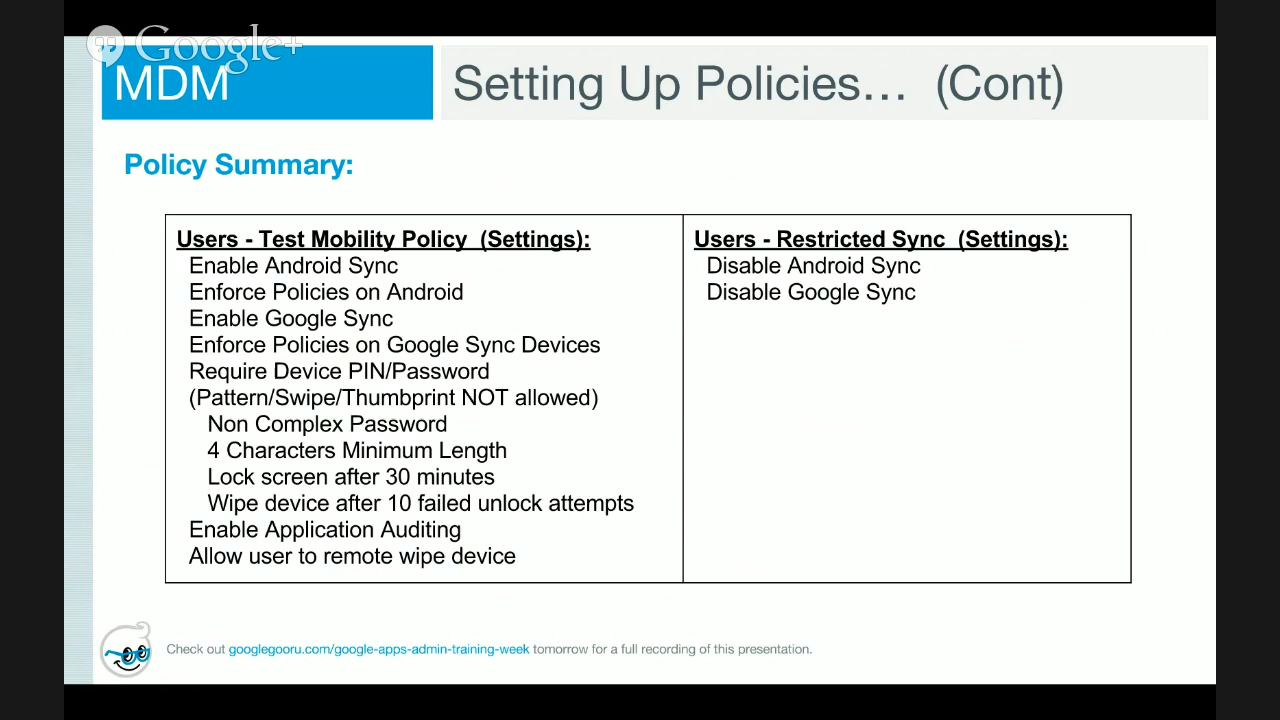 Google+
MDM
Setting Up Policies… (Cont)
Policy Summary:
Users - Test Mobility Policy (Settings):
Enable Android Sync
Enforce Policies on Android
Enable Google Sync
Enforce Policies on Google Sync Devices
Require Device PIN/Password
(Pattern/Swipe/Thumbprint NOT allowed)
Non Complex Password
4 Characters Minimum Length
Lock screen after 30 minutes
Wipe device after 10 failed unlock attempts
Enable Application Auditing
Allow user to remote wipe device
Users - Restricted Sync (Settings):
Disable Android Sync
Disable Google Sync
Check out googlegooru.com/google-apps-admin-training-week tomorrow for a full recording of this presentation.